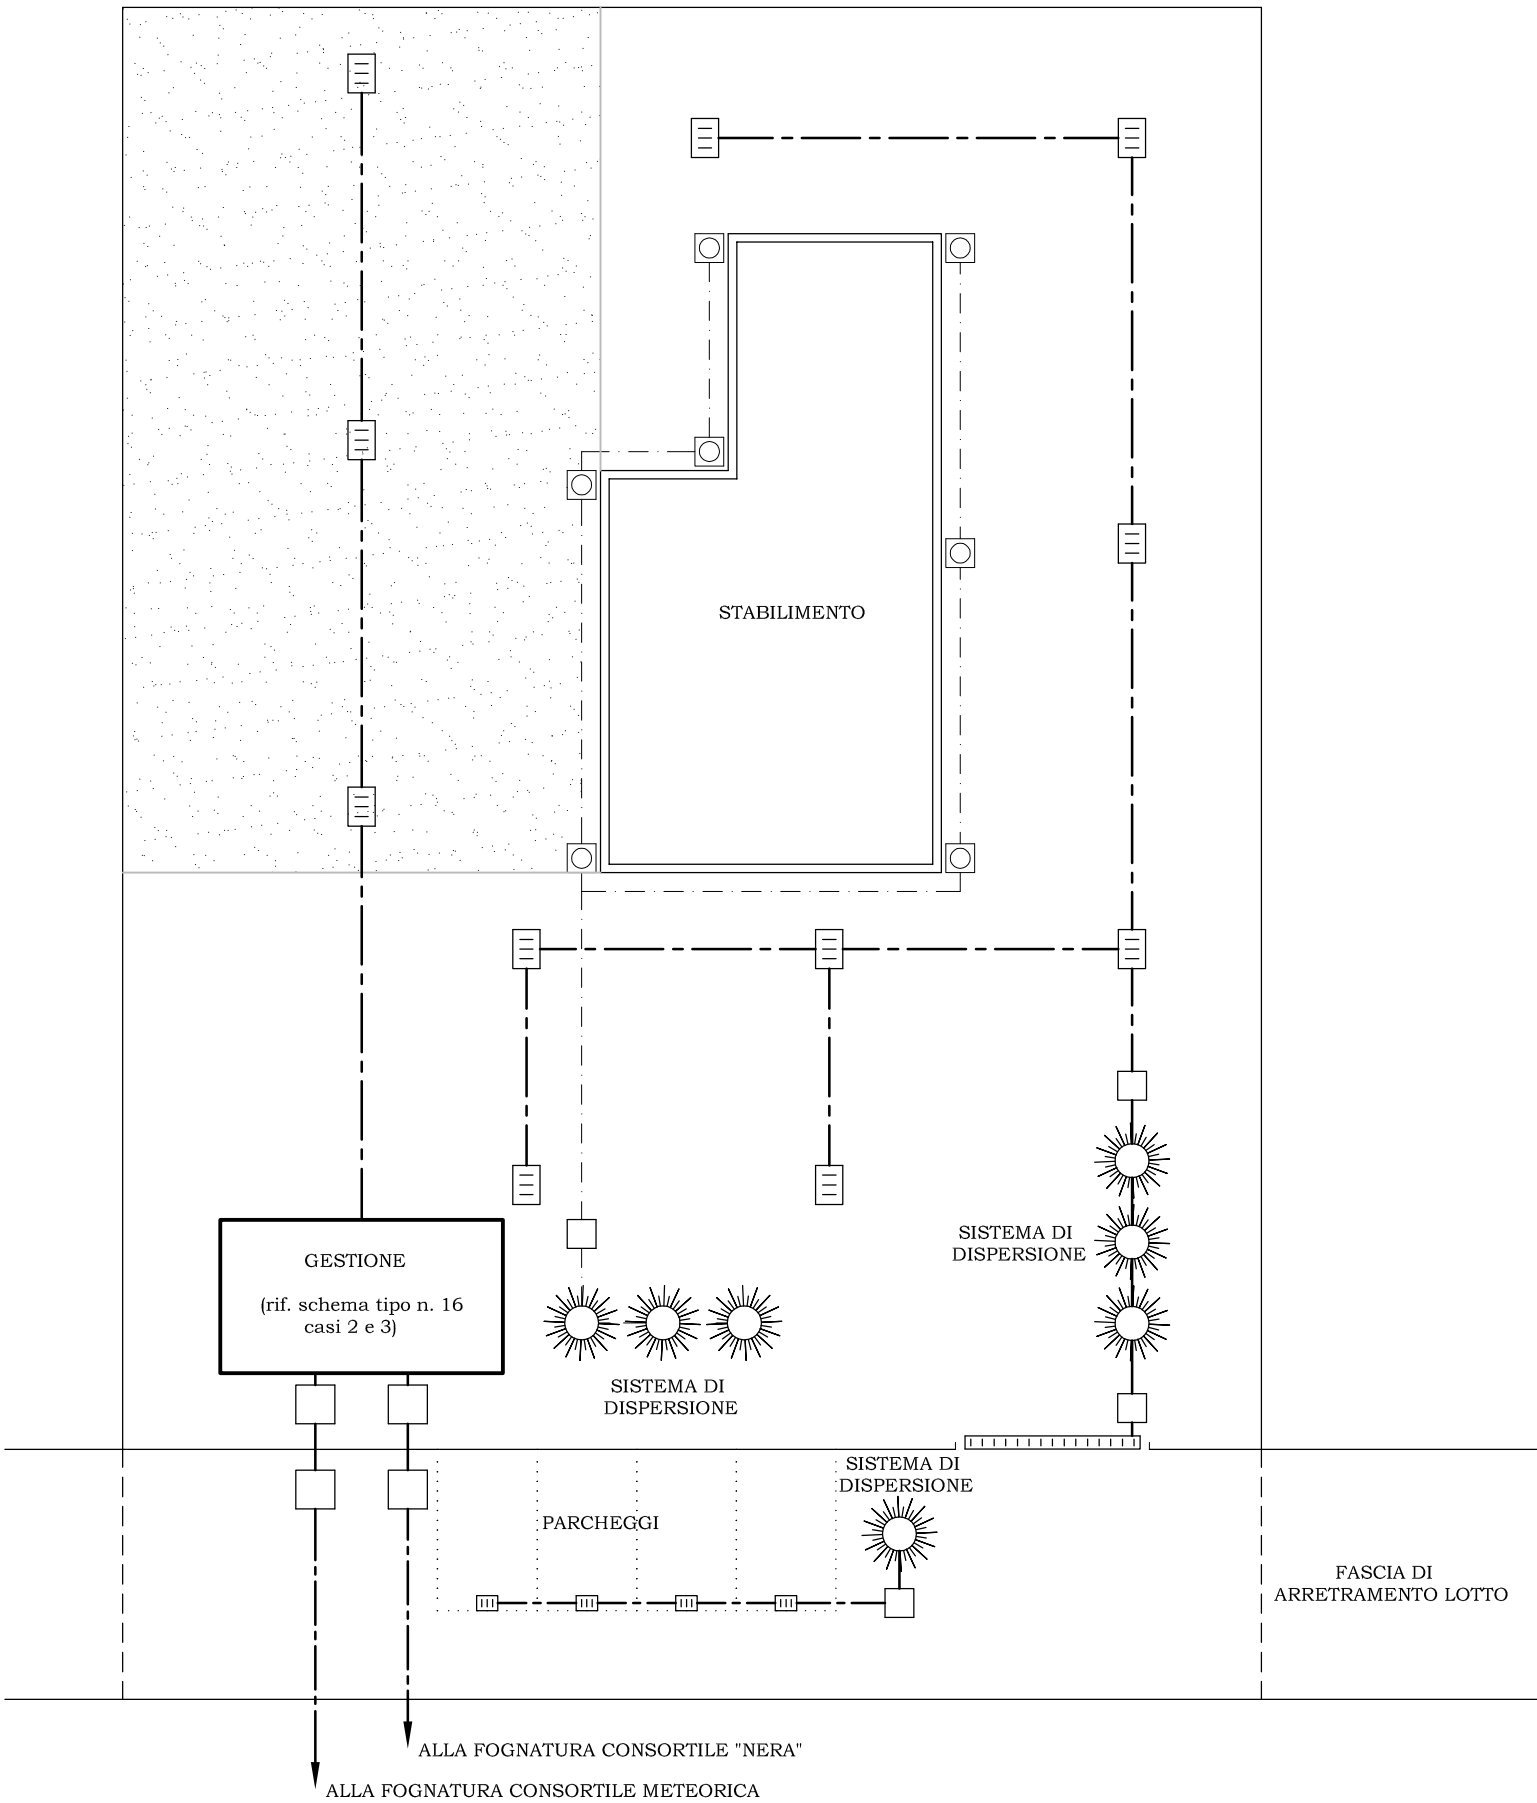 STABILIMENTO
SISTEMA DI
DISPERSIONE
GESTIONE
(rif. schema tipo n. 16
casi 2 e 3)
SISTEMA DI
DISPERSIONE
SISTEMA DI
DISPERSIONE
PARCHEGGI
FASCIA DI
ARRETRAMENTO LOTTO
ALLA FOGNATURA CONSORTILE "NERA"
ALLA FOGNATURA CONSORTILE METEORICA